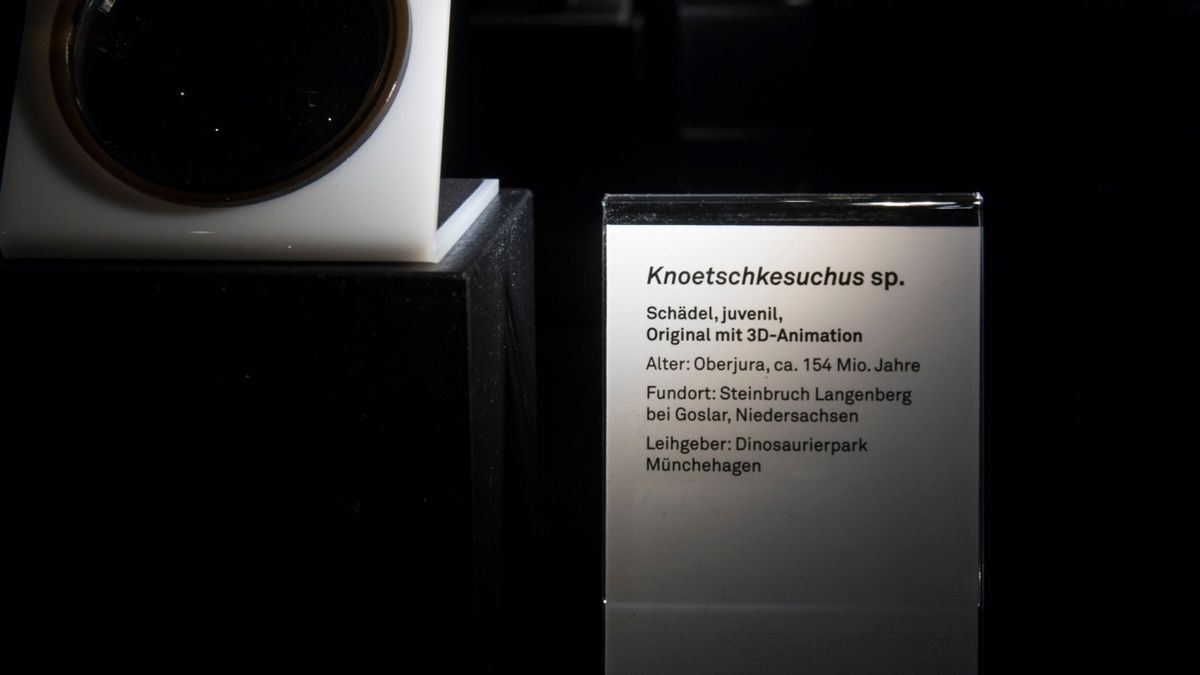 Knoetschkesuchus sp.
Schädel, juvenil,
Original mit 3D-Animation
Alter: Oberjura, ca. 154 Mio. Jahre
Fundort: Steinbruch Langenberg
bei Goslar, Niedersachsen
Leihgeber: Dinosaurierpark
Münchehagen